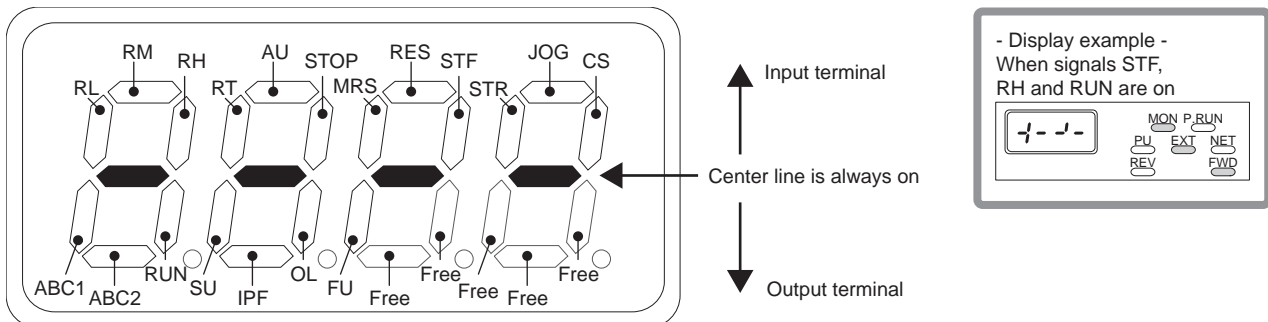 RM
AU
RES
JOG
RH
STOP
STF
CS
RL
RT
MRS
STR
Input terminal
Center line is always on
Output terminal
ABC1
ABC2
RUN
SU
IPF
OL
FU
Free
Free
Free
Free
Free
- Display example -
When signals STF,
RH and RUN are on
MON P.RUN
PU EXT NET
REV FWD